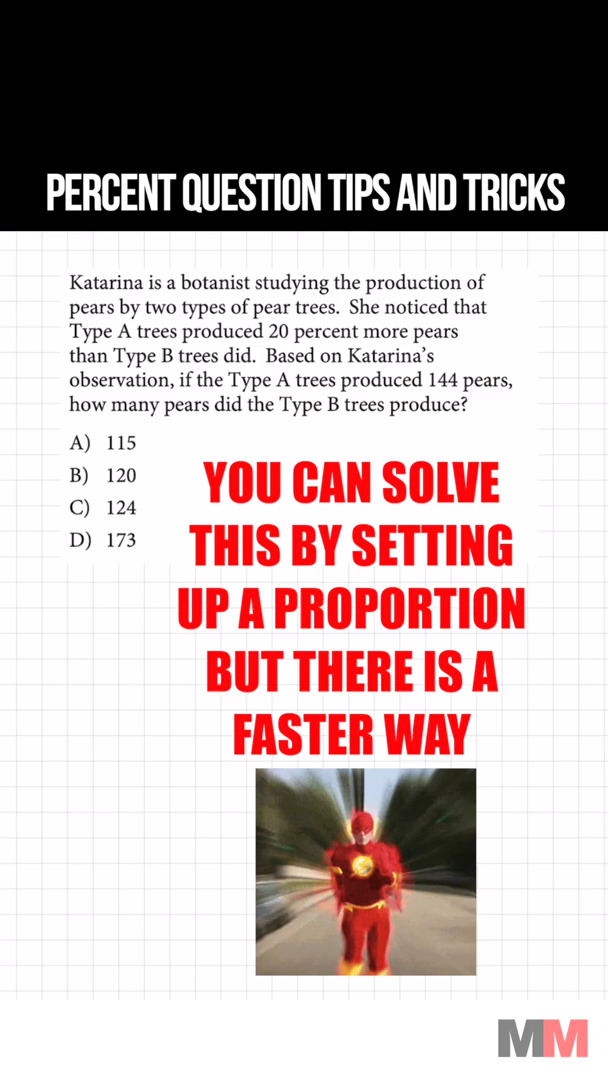 PERCENT QUESTION TIPS AND TRICKS
Katarina is a botanist studying the production of
pears by two types of pear trees. She noticed that
Type A trees produced 20 percent more pears
than Type B trees did. Based on Katarina's
observation, if the Type A trees produced 144 pears,
how many pears did the Type B trees produce?
A) 115
B) 120
C) 124
D) 173
YOU CAN SOLVE
THIS BY SETTING
UP A PROPORTION
BUT THERE IS A
FASTER WAY
MM